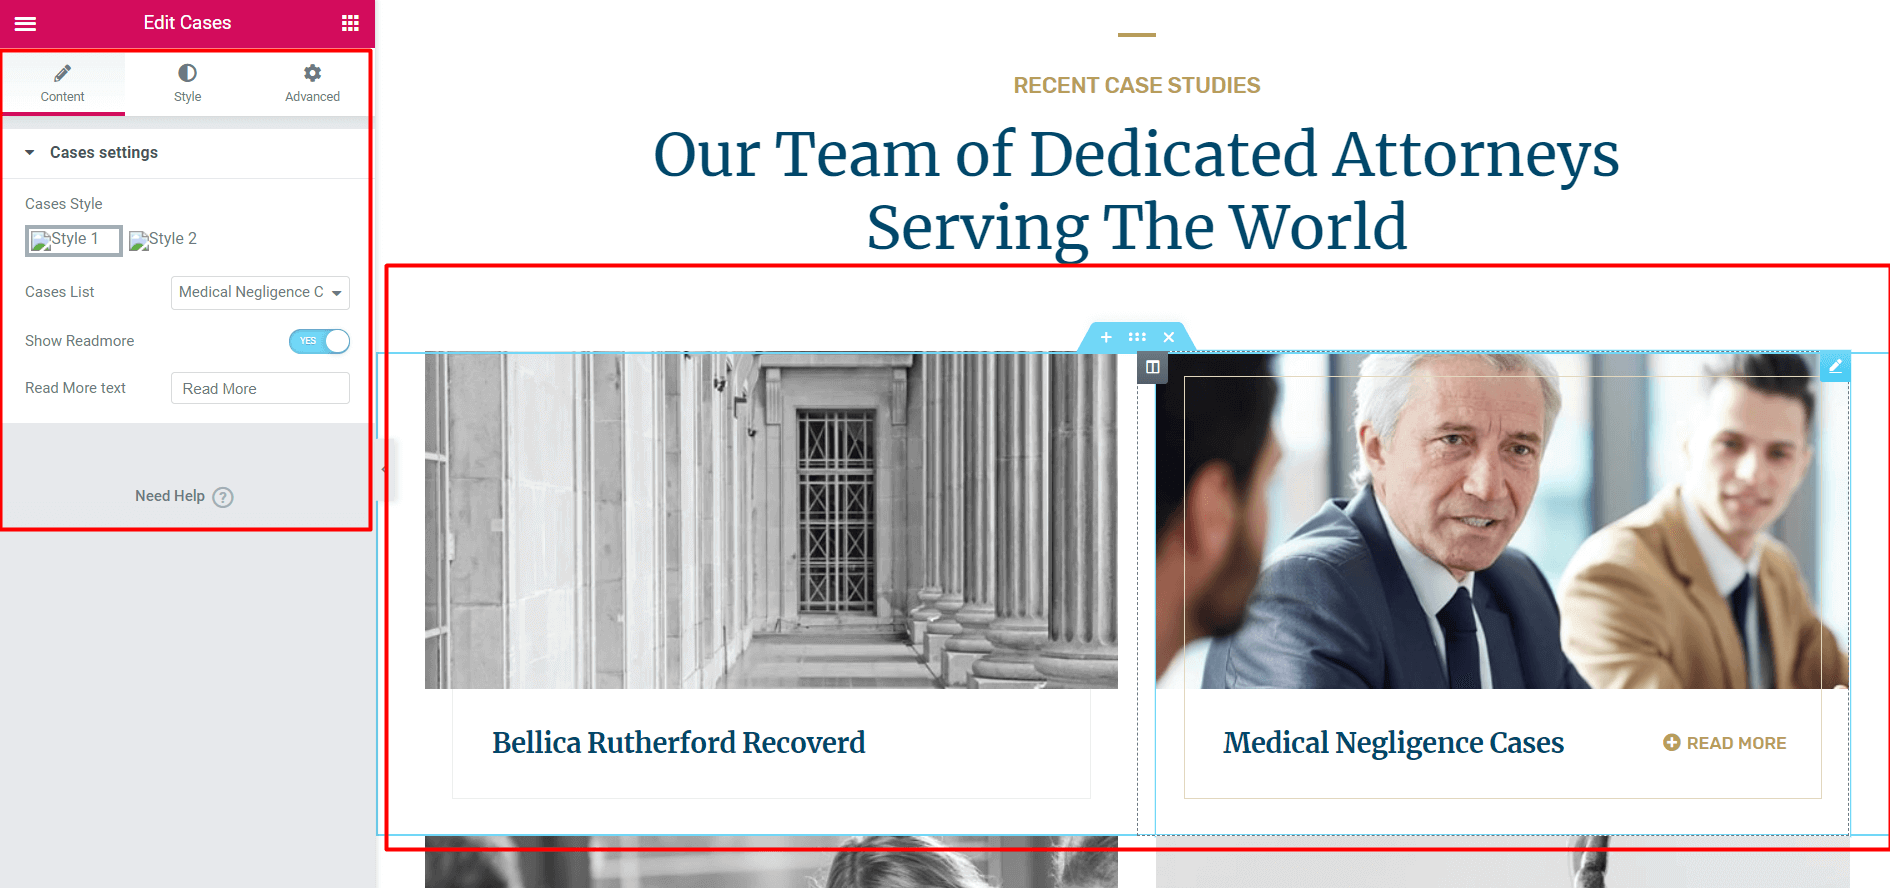 Edit Cases
Content
Style
Advanced
Cases settings
Cases Style
Style 1
Style 2
Cases List
Medical Negligence C
Show Readmore
YES
Read More text
Read More
Need Help
?
RECENT CASE STUDIES
Our Team of Dedicated Attorneys
Serving The World
Bellica Rutherford Recoverd
Medical Negligence Cases
READ MORE